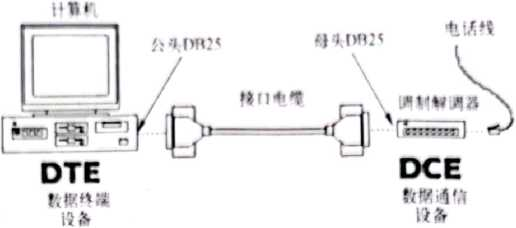 计算机
公头DB25
母头DB25
电话线
接口电缆
调制解调器
DTE
数据终端
设备
DCE
数据通信
设备